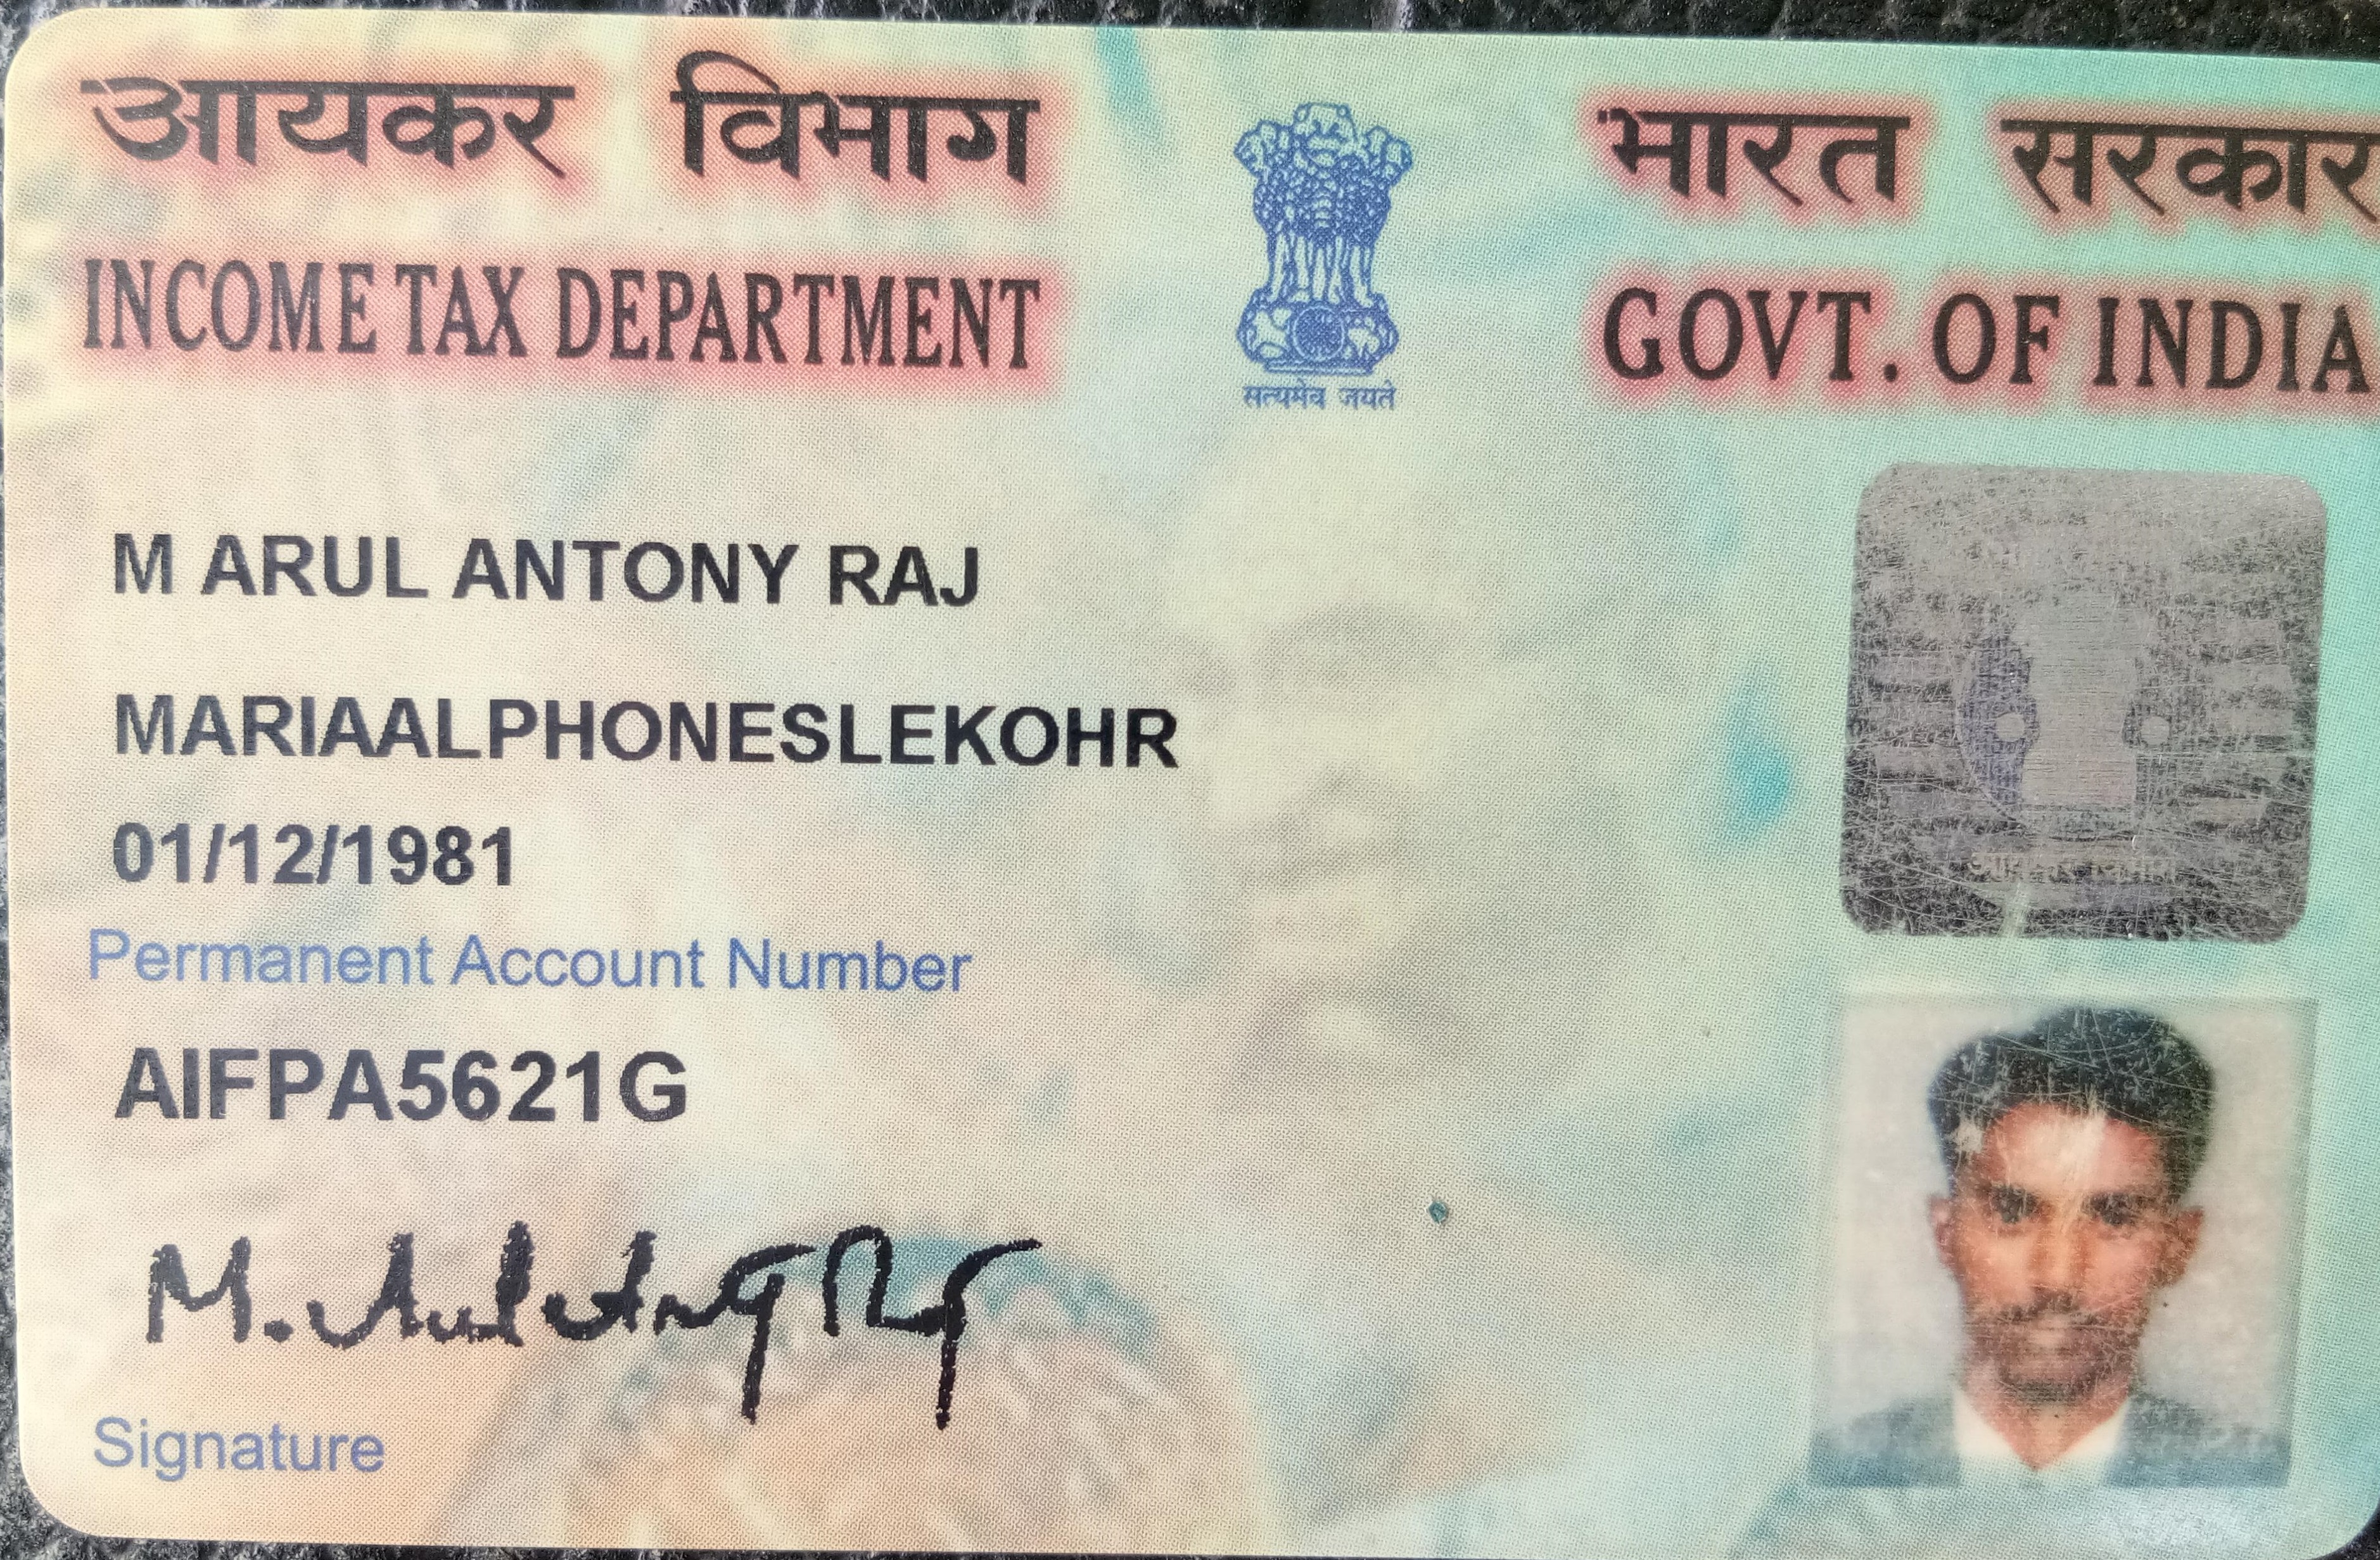 आयकर विभाग
INCOME TAX DEPARTMENT
सत्यमेव जयते
भारत सरकार
GOVT. OF INDIA
M ARUL ANTONY RAJ
MARIAALPHONESLEKOHR
01/12/1981
Permanent Account Number
AIFPA5621G
M. Arul Antony Raj
Signature
आयकर विभाग